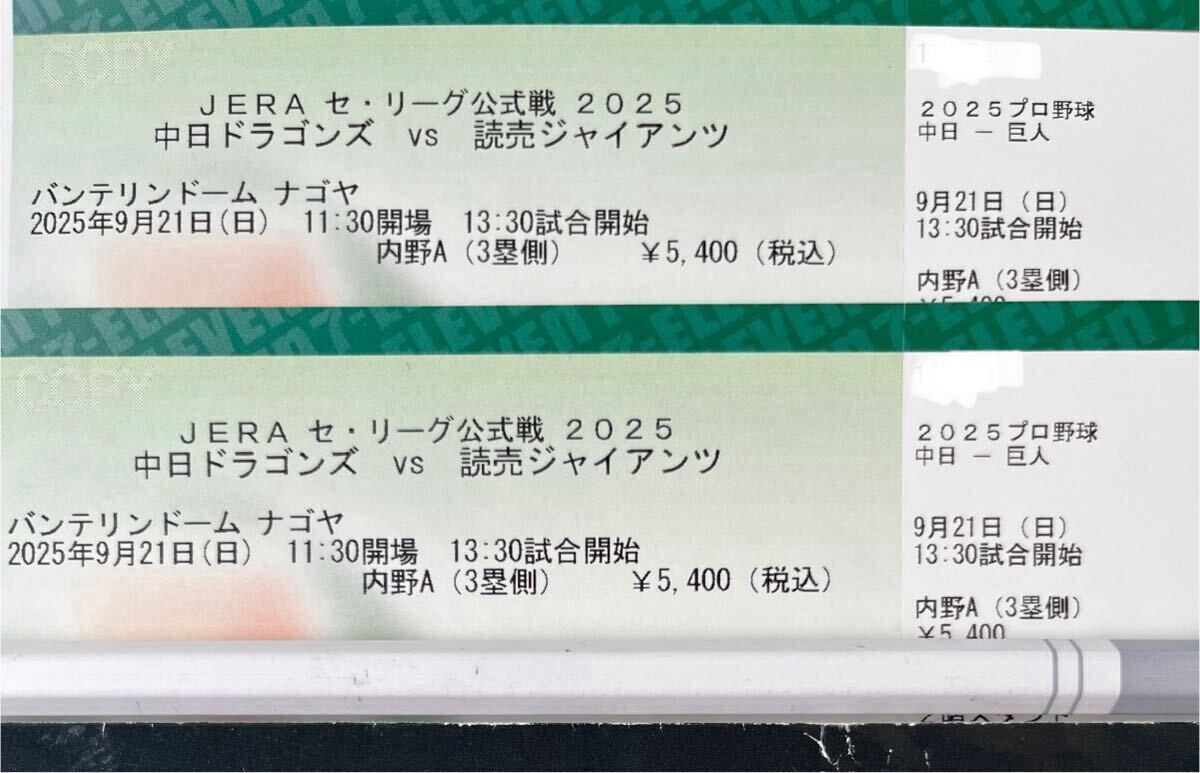 COPY
JERA セ・リーグ公式戦 2025
中日ドラゴンズ vs 読売ジャイアンツ
バンテリンドーム ナゴヤ
2025年9月21日(日) 11:30開場 13:30試合開始
内野A(3塁側) ¥5,400(税込)
2025プロ野球
中日 － 巨人
9月21日(日)
13:30試合開始
内野A(3塁側)
¥5,400
7-ELEVEN
COPY
JERA セ・リーグ公式戦 2025
中日ドラゴンズ vs 読売ジャイアンツ
バンテリンドーム ナゴヤ
2025年9月21日(日) 11:30開場 13:30試合開始
内野A(3塁側) ¥5,400(税込)
2025プロ野球
中日 － 巨人
9月21日(日)
13:30試合開始
内野A(3塁側)
¥5,400